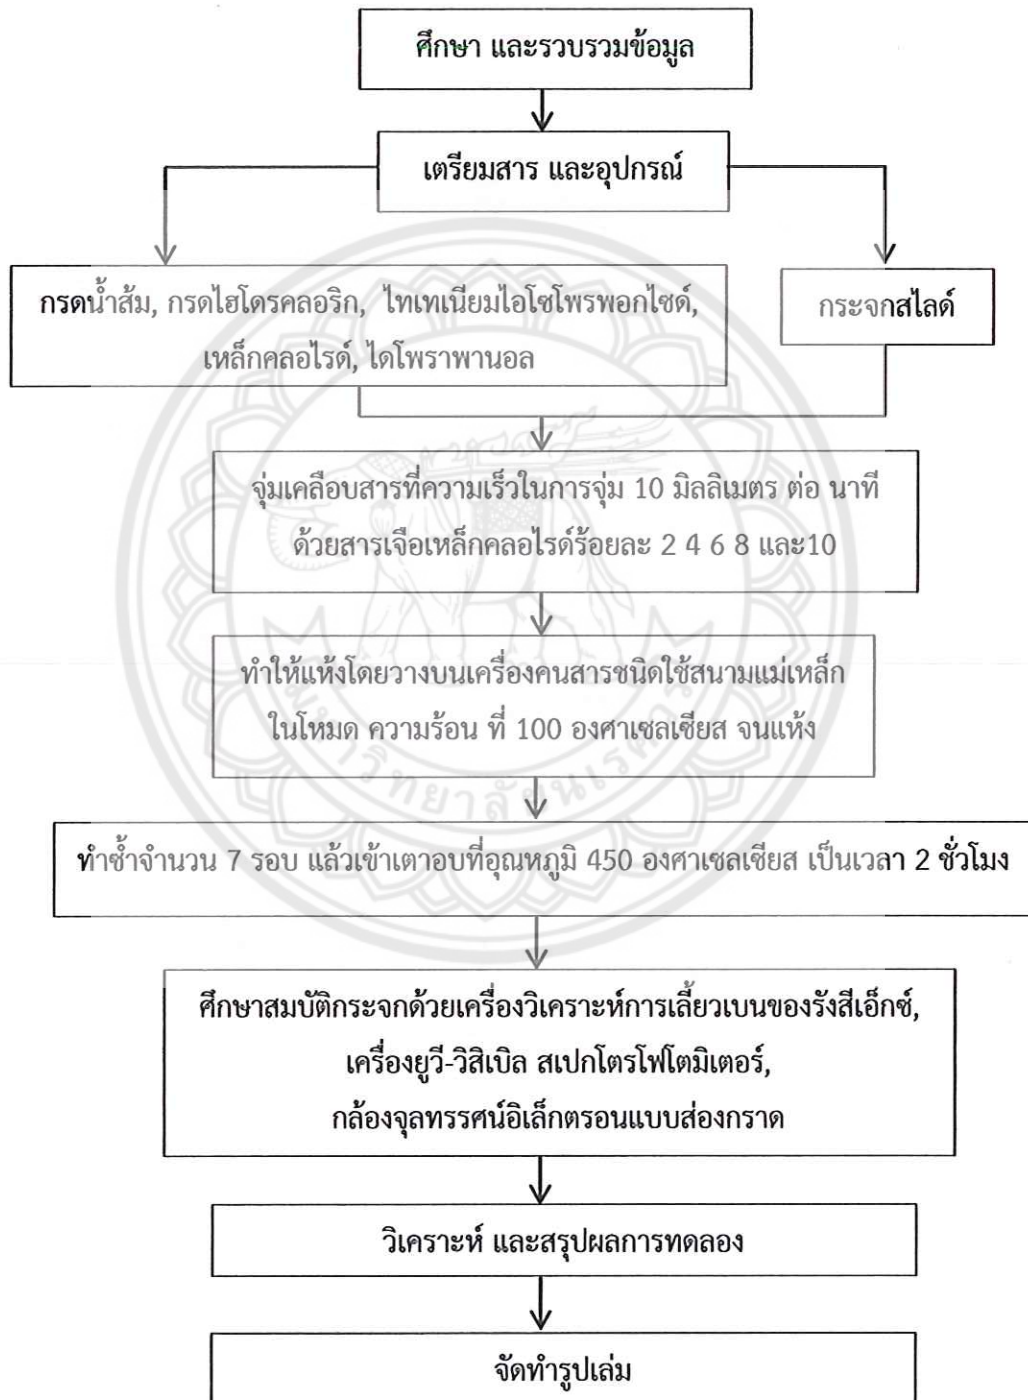 ศึกษา และรวบรวมข้อมูล
เตรียมสาร และอุปกรณ์
กรดน้ำส้ม, กรดไฮโดรคลอริก, ไทเทเนียมไอโซโพรพอกไซด์,
เหล็กคลอไรด์, ไดโพราพานอล
กระจกสไลด์
จุ่มเคลือบสารที่ความเร็วในการจุ่ม 10 มิลลิเมตร ต่อ นาที
ด้วยสารเจือเหล็กคลอไรด์ร้อยละ 2 4 6 8 และ10
ทำให้แห้งโดยวางบนเครื่องคนสารชนิดใช้สนามแม่เหล็ก
ในโหมด ความร้อน ที่ 100 องศาเซลเซียส จนแห้ง
ทำซ้ำจำนวน 7 รอบ แล้วเข้าเตาอบที่อุณหภูมิ 450 องศาเซลเซียส เป็นเวลา 2 ชั่วโมง
ศึกษาสมบัติกระจกด้วยเครื่องวิเคราะห์การเลี้ยวเบนของรังสีเอ็กซ์,
เครื่องยูวี-วิสิเบิล สเปกโตรโฟโตมิเตอร์,
กล้องจุลทรรศน์อิเล็กตรอนแบบส่องกราด
วิเคราะห์ และสรุปผลการทดลอง
จัดทำรูปเล่ม
มหาวิทยาลัยนเรศวร